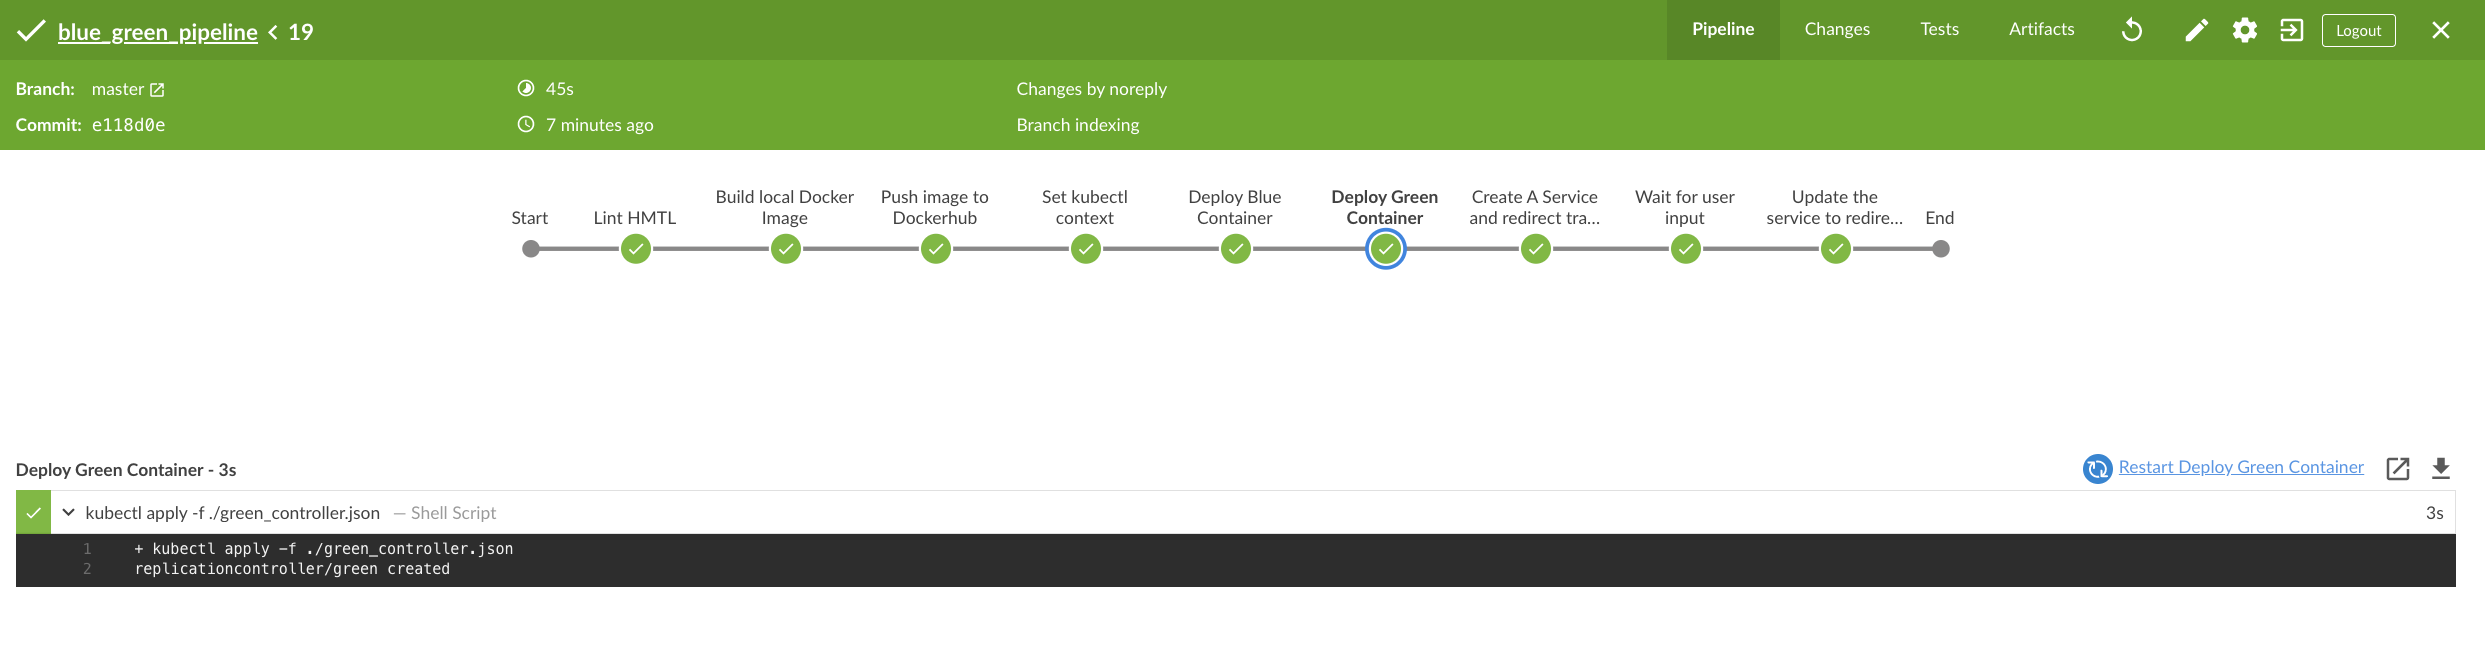 blue_green_pipeline < 19
Pipeline
Changes
Tests
Artifacts
Logout
Branch: master
45s
Changes by noreply
Commit: e118d0e
7 minutes ago
Branch indexing
Start
Lint HMTL
Build local Docker
Image
Push image to
Dockerhub
Set kubectl
context
Deploy Blue
Container
Deploy Green
Container
Create A Service
and redirect tra...
Wait for user
input
Update the
service to redire...
End
Deploy Green Container - 3s
Restart Deploy Green Container
kubectl apply -f ./green_controller.json — Shell Script
3s
1 + kubectl apply -f ./green_controller.json
2 replicationcontroller/green created